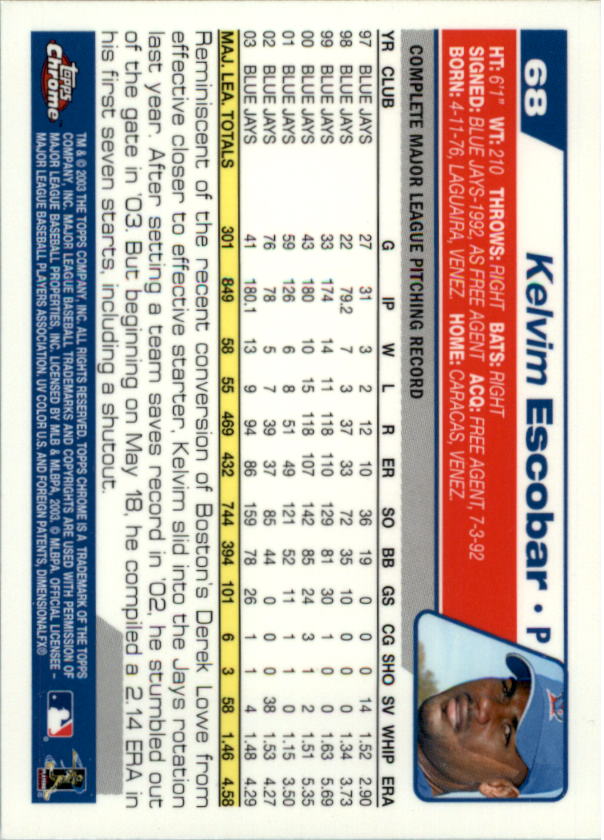 68 Kelvim Escobar • P
HT: 6'1" WT: 210 THROWS: RIGHT BATS: RIGHT
SIGNED: BLUE JAYS-1992, AS FREE AGENT ACQ: FREE AGENT, 7-3-92
BORN: 4-11-76, LAGUAIRA, VENEZ. HOME: CARACAS, VENEZ.
COMPLETE MAJOR LEAGUE PITCHING RECORD
YR CLUB G IP W L R ER SO BB GS CG SHO SV WHIP ERA
97 BLUE JAYS 27 31 3 2 12 10 36 19 0 0 0 14 1.52 2.90
98 BLUE JAYS 22 79.2 7 3 37 33 72 35 10 0 0 0 1.34 3.73
99 BLUE JAYS 33 174 14 11 118 110 129 81 30 1 0 0 1.63 5.69
00 BLUE JAYS 43 180 10 15 118 107 142 85 24 3 1 2 1.51 5.35
01 BLUE JAYS 59 126 6 8 51 49 121 52 11 1 1 0 1.15 3.50
02 BLUE JAYS 76 78 5 7 39 37 85 44 0 0 0 38 1.53 4.27
03 BLUE JAYS 41 180.1 13 9 94 86 159 78 26 1 1 4 1.48 4.29
MAJ. LEA. TOTALS 301 849 58 55 469 432 744 394 101 6 3 58 1.46 4.58
Reminiscent of the recent conversion of Boston's Derek Lowe from
effective closer to effective starter, Kelvim slid into the Jays rotation
last year. After setting a team saves record in '02, he stumbled out
of the gate in '03. But beginning on May 18, he compiled a 2.14 ERA in
his first seven starts, including a shutout.
Topps Chrome
TM & © 2003 THE TOPPS COMPANY, INC. ALL RIGHTS RESERVED. TOPPS CHROME IS A TRADEMARK OF THE TOPPS
COMPANY, INC. MAJOR LEAGUE BASEBALL TRADEMARKS AND COPYRIGHTS ARE USED WITH PERMISSION OF
MAJOR LEAGUE BASEBALL PROPERTIES, INC. LICENSED BY MLB & MLBPA, 2003. © MLBPA, OFFICIAL LICENSEE –
MAJOR LEAGUE BASEBALL PLAYERS ASSOCIATION. UV COLOR U.S. AND FOREIGN PATENTS, DIMENSIONALFX®